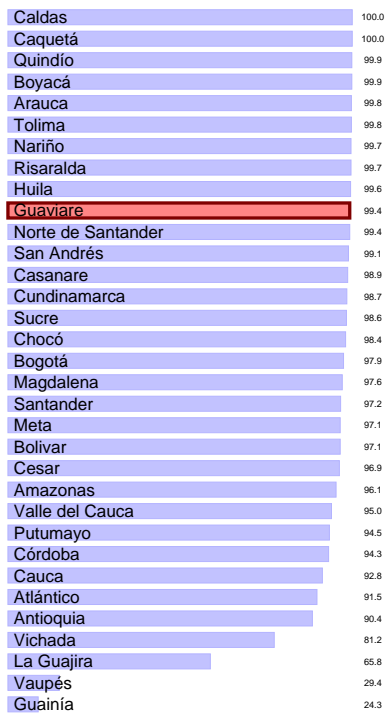 Caldas 100.0
Caquetá 100.0
Quindío 99.9
Boyacá 99.9
Arauca 99.8
Tolima 99.8
Nariño 99.7
Risaralda 99.7
Huila 99.6
Guaviare 99.4
Norte de Santander 99.4
San Andrés 99.1
Casanare 98.9
Cundinamarca 98.7
Sucre 98.6
Chocó 98.4
Bogotá 97.9
Magdalena 97.6
Santander 97.2
Meta 97.1
Bolivar 97.1
Cesar 96.9
Amazonas 96.1
Valle del Cauca 95.0
Putumayo 94.5
Córdoba 94.3
Cauca 92.8
Atlántico 91.5
Antioquia 90.4
Vichada 81.2
La Guajira 65.8
Vaupés 29.4
Guainía 24.3